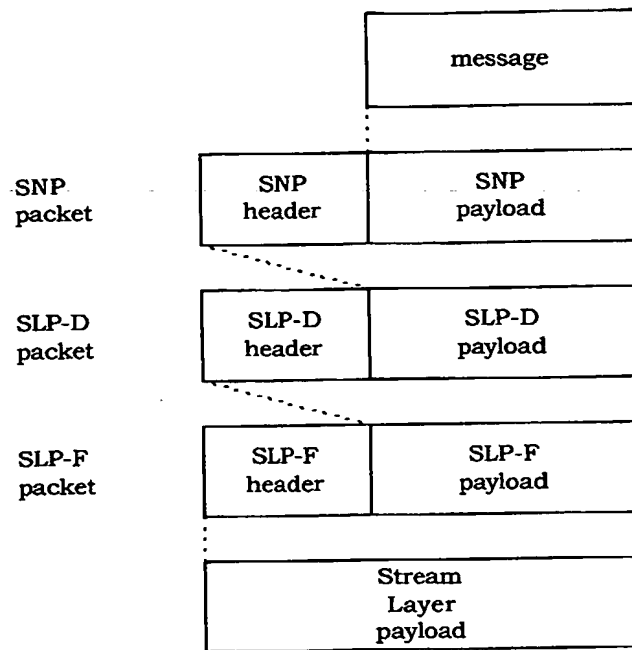 message
SNP
packet
SNP
header
SNP
payload
SLP-D
packet
SLP-D
header
SLP-D
payload
SLP-F
packet
SLP-F
header
SLP-F
payload
Stream
Layer
payload